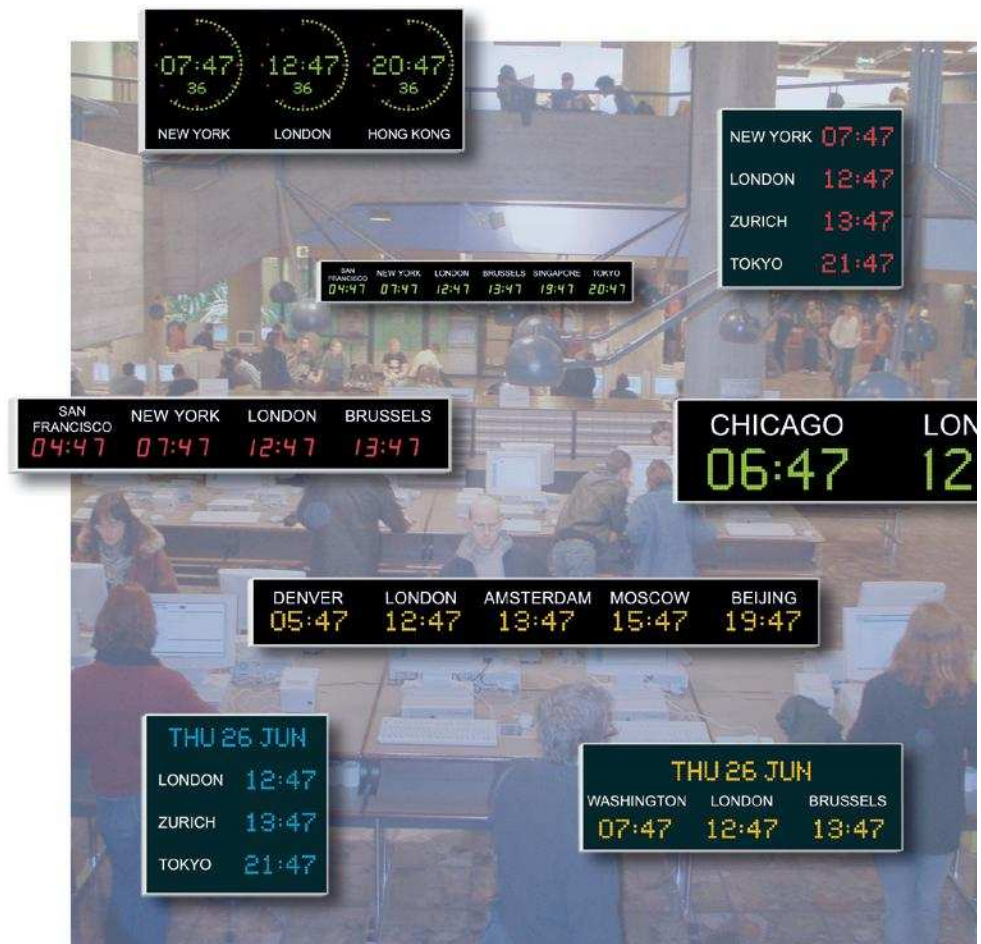 07:47 12:47 20:47
36 36 36
NEW YORK LONDON HONG KONG
NEW YORK 07:47
LONDON 12:47
ZURICH 13:47
TOKYO 21:47
SAN FRANCISCO NEW YORK LONDON BRUSSELS SINGAPORE TOKYO
04:47 07:47 12:47 13:47 19:47 20:47
SAN
FRANCISCO NEW YORK LONDON BRUSSELS
04:47 07:47 12:47 13:47
CHICAGO LON
06:47 12
DENVER LONDON AMSTERDAM MOSCOW BEIJING
05:47 12:47 13:47 15:47 19:47
THU 26 JUN
LONDON 12:47
ZURICH 13:47
TOKYO 21:47
THU 26 JUN
WASHINGTON LONDON BRUSSELS
07:47 12:47 13:47